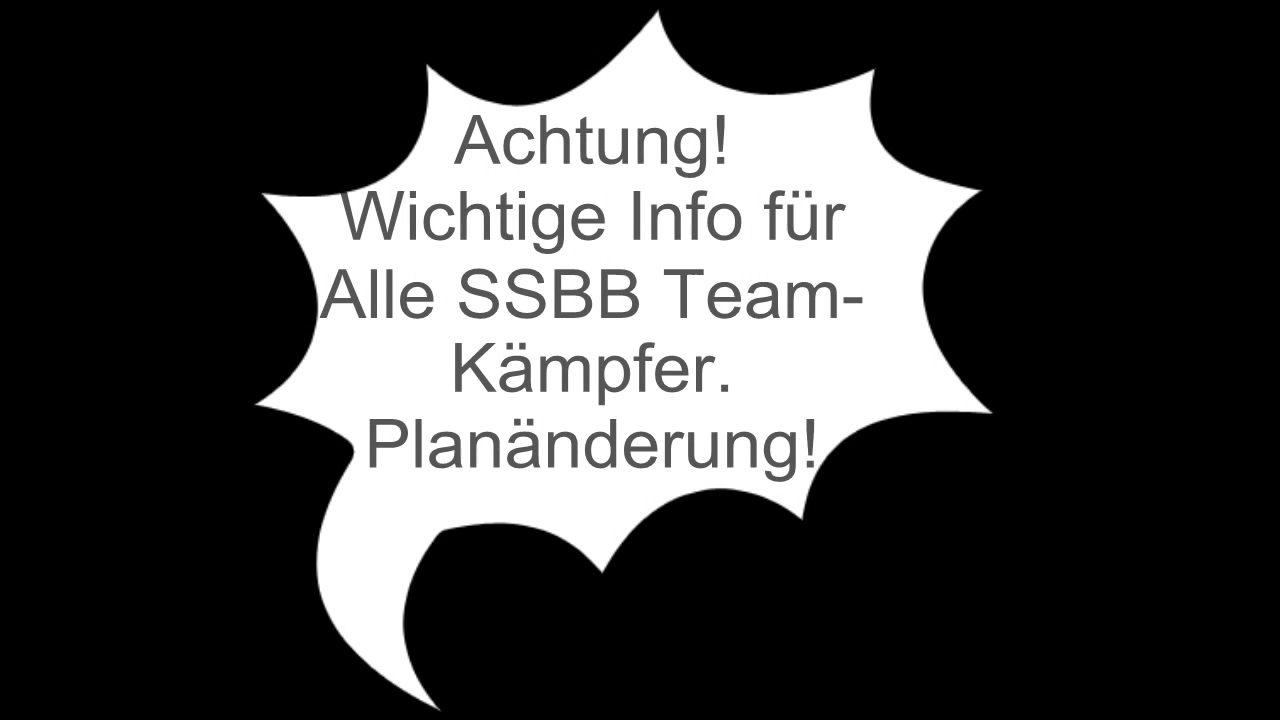 Achtung!
Wichtige Info für
Alle SSBB Team-
Kämpfer.
Planänderung!